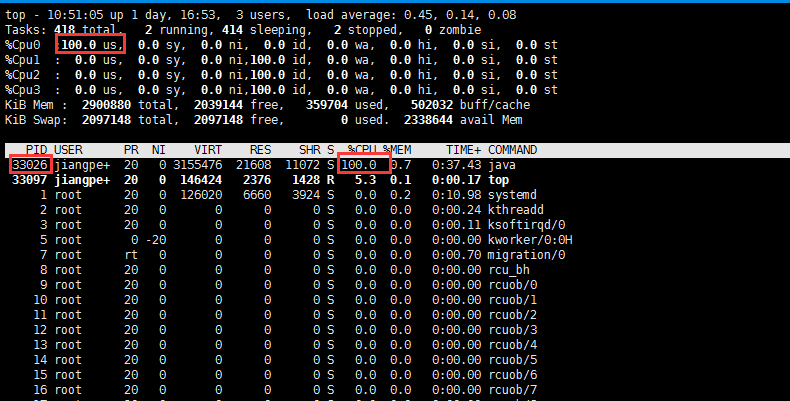 top - 10:51:05 up 1 day, 16:53,  3 users,  load average: 0.45, 0.14, 0.08
Tasks: 418 total,   2 running, 414 sleeping,   2 stopped,   0 zombie
%Cpu0  :100.0 us,  0.0 sy,  0.0 ni,  0.0 id,  0.0 wa,  0.0 hi,  0.0 si,  0.0 st
%Cpu1  :  0.0 us,  0.0 sy,  0.0 ni,100.0 id,  0.0 wa,  0.0 hi,  0.0 si,  0.0 st
%Cpu2  :  0.0 us,  0.0 sy,  0.0 ni,100.0 id,  0.0 wa,  0.0 hi,  0.0 si,  0.0 st
%Cpu3  :  0.0 us,  0.0 sy,  0.0 ni,100.0 id,  0.0 wa,  0.0 hi,  0.0 si,  0.0 st
KiB Mem :  2900880 total,  2039144 free,   359704 used,   502032 buff/cache
KiB Swap:  2097148 total,  2097148 free,        0 used.  2338644 avail Mem
PID USER      PR  NI    VIRT    RES    SHR S  %CPU %MEM     TIME+ COMMAND
33026 jiangpe+  20   0 3155476  21608  11072 S 100.0  0.7   0:37.43 java
33097 jiangpe+  20   0  146424   2376   1428 R   5.3  0.1   0:00.17 top
1 root      20   0  126020   6660   3924 S   0.0  0.2   0:10.98 systemd
2 root      20   0       0      0      0 S   0.0  0.0   0:00.24 kthreadd
3 root      20   0       0      0      0 S   0.0  0.0   0:00.11 ksoftirqd/0
5 root       0 -20       0      0      0 S   0.0  0.0   0:00.00 kworker/0:0H
7 root      rt   0       0      0      0 S   0.0  0.0   0:00.70 migration/0
8 root      20   0       0      0      0 S   0.0  0.0   0:00.00 rcu_bh
9 root      20   0       0      0      0 S   0.0  0.0   0:00.00 rcuob/0
10 root      20   0       0      0      0 S   0.0  0.0   0:00.00 rcuob/1
11 root      20   0       0      0      0 S   0.0  0.0   0:00.00 rcuob/2
12 root      20   0       0      0      0 S   0.0  0.0   0:00.00 rcuob/3
13 root      20   0       0      0      0 S   0.0  0.0   0:00.00 rcuob/4
14 root      20   0       0      0      0 S   0.0  0.0   0:00.00 rcuob/5
15 root      20   0       0      0      0 S   0.0  0.0   0:00.00 rcuob/6
16 root      20   0       0      0      0 S   0.0  0.0   0:00.00 rcuob/7